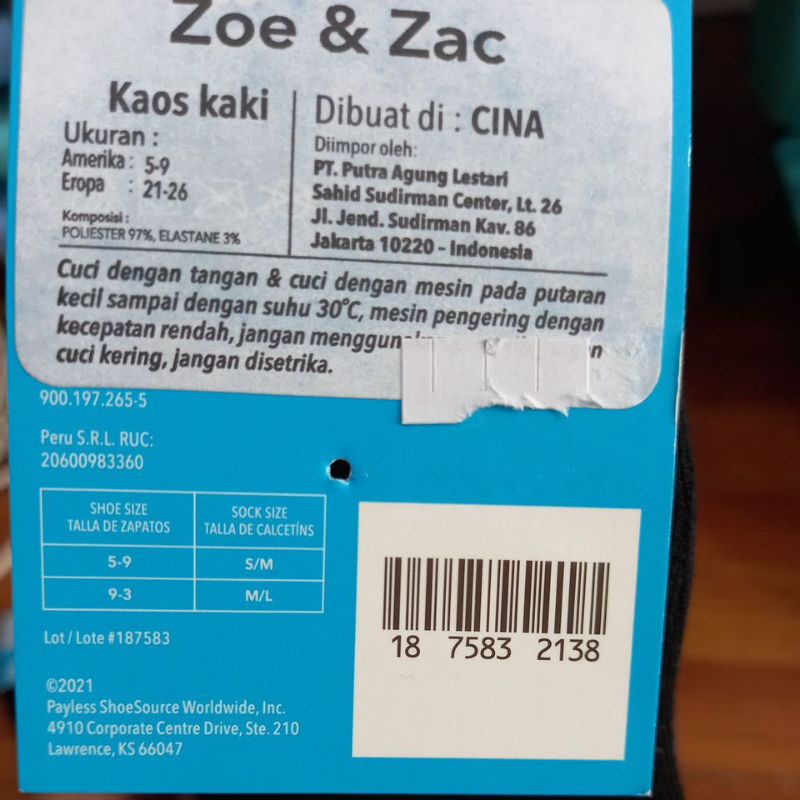 Zoe & Zac
Kaos kaki
Ukuran :
Amerika : 5-9
Eropa : 21-26
Komposisi :
POLIESTER 97%, ELASTANE 3%
Dibuat di : CINA
Diimpor oleh:
PT. Putra Agung Lestari
Sahid Sudirman Center, Lt. 26
Jl. Jend. Sudirman Kav. 86
Jakarta 10220 - Indonesia
Cuci dengan tangan & cuci dengan mesin pada putaran
kecil sampai dengan suhu 30°C, mesin pengering dengan
kecepatan rendah, jangan
cuci kering, jangan disetrika.
900.197.265-5
Peru S.R.L. RUC:
20600983360
SHOE SIZE SOCK SIZE
TALLA DE ZAPATOS TALLA DE CALCETÍNS
5-9 S/M
9-3 M/L
Lot / Lote #187583
©2021
Payless ShoeSource Worldwide, Inc.
4910 Corporate Centre Drive, Ste. 210
Lawrence, KS 66047
18 7583 2138